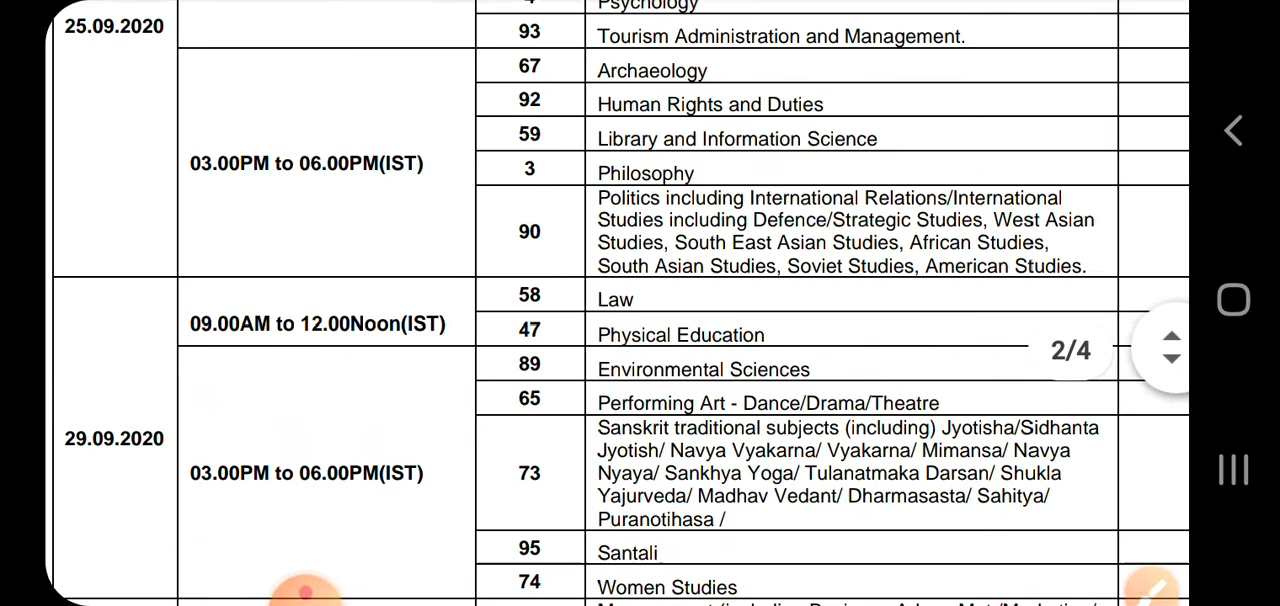 Psychology
25.09.2020
93
Tourism Administration and Management.
67
Archaeology
92
Human Rights and Duties
59
Library and Information Science
03.00PM to 06.00PM(IST)
3
Philosophy
90
Politics including International Relations/International
Studies including Defence/Strategic Studies, West Asian
Studies, South East Asian Studies, African Studies,
South Asian Studies, Soviet Studies, American Studies.
29.09.2020
09.00AM to 12.00Noon(IST)
58
Law
47
Physical Education
2/4
03.00PM to 06.00PM(IST)
89
Environmental Sciences
65
Performing Art - Dance/Drama/Theatre
73
Sanskrit traditional subjects (including) Jyotisha/Sidhanta
Jyotish/ Navya Vyakarna/ Vyakarna/ Mimansa/ Navya
Nyaya/ Sankhya Yoga/ Tulanatmaka Darsan/ Shukla
Yajurveda/ Madhav Vedant/ Dharmasasta/ Sahitya/
Puranotihasa /
95
Santali
74
Women Studies